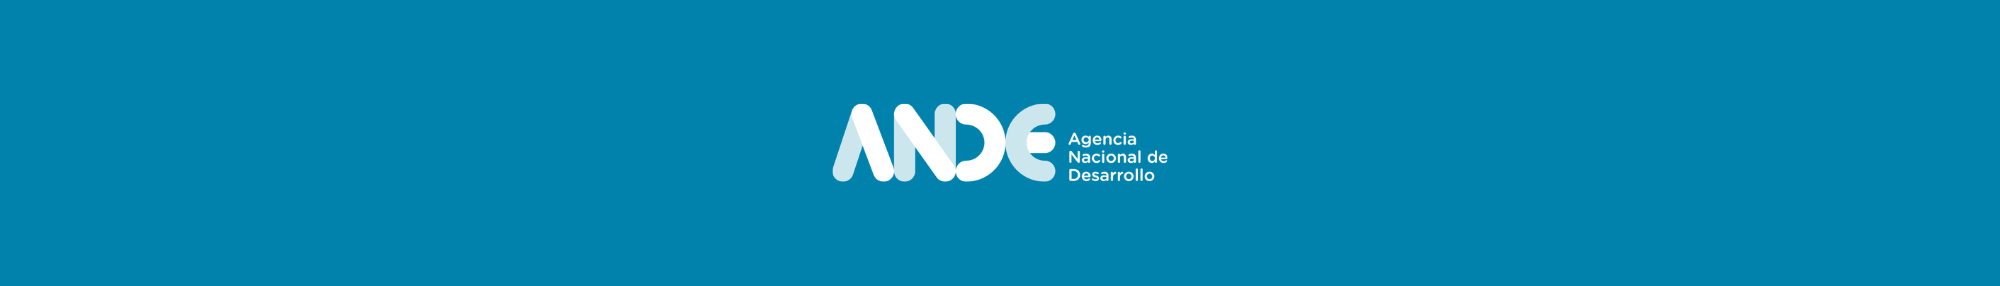 ANDE
Agencia
Nacional de
Desarrollo